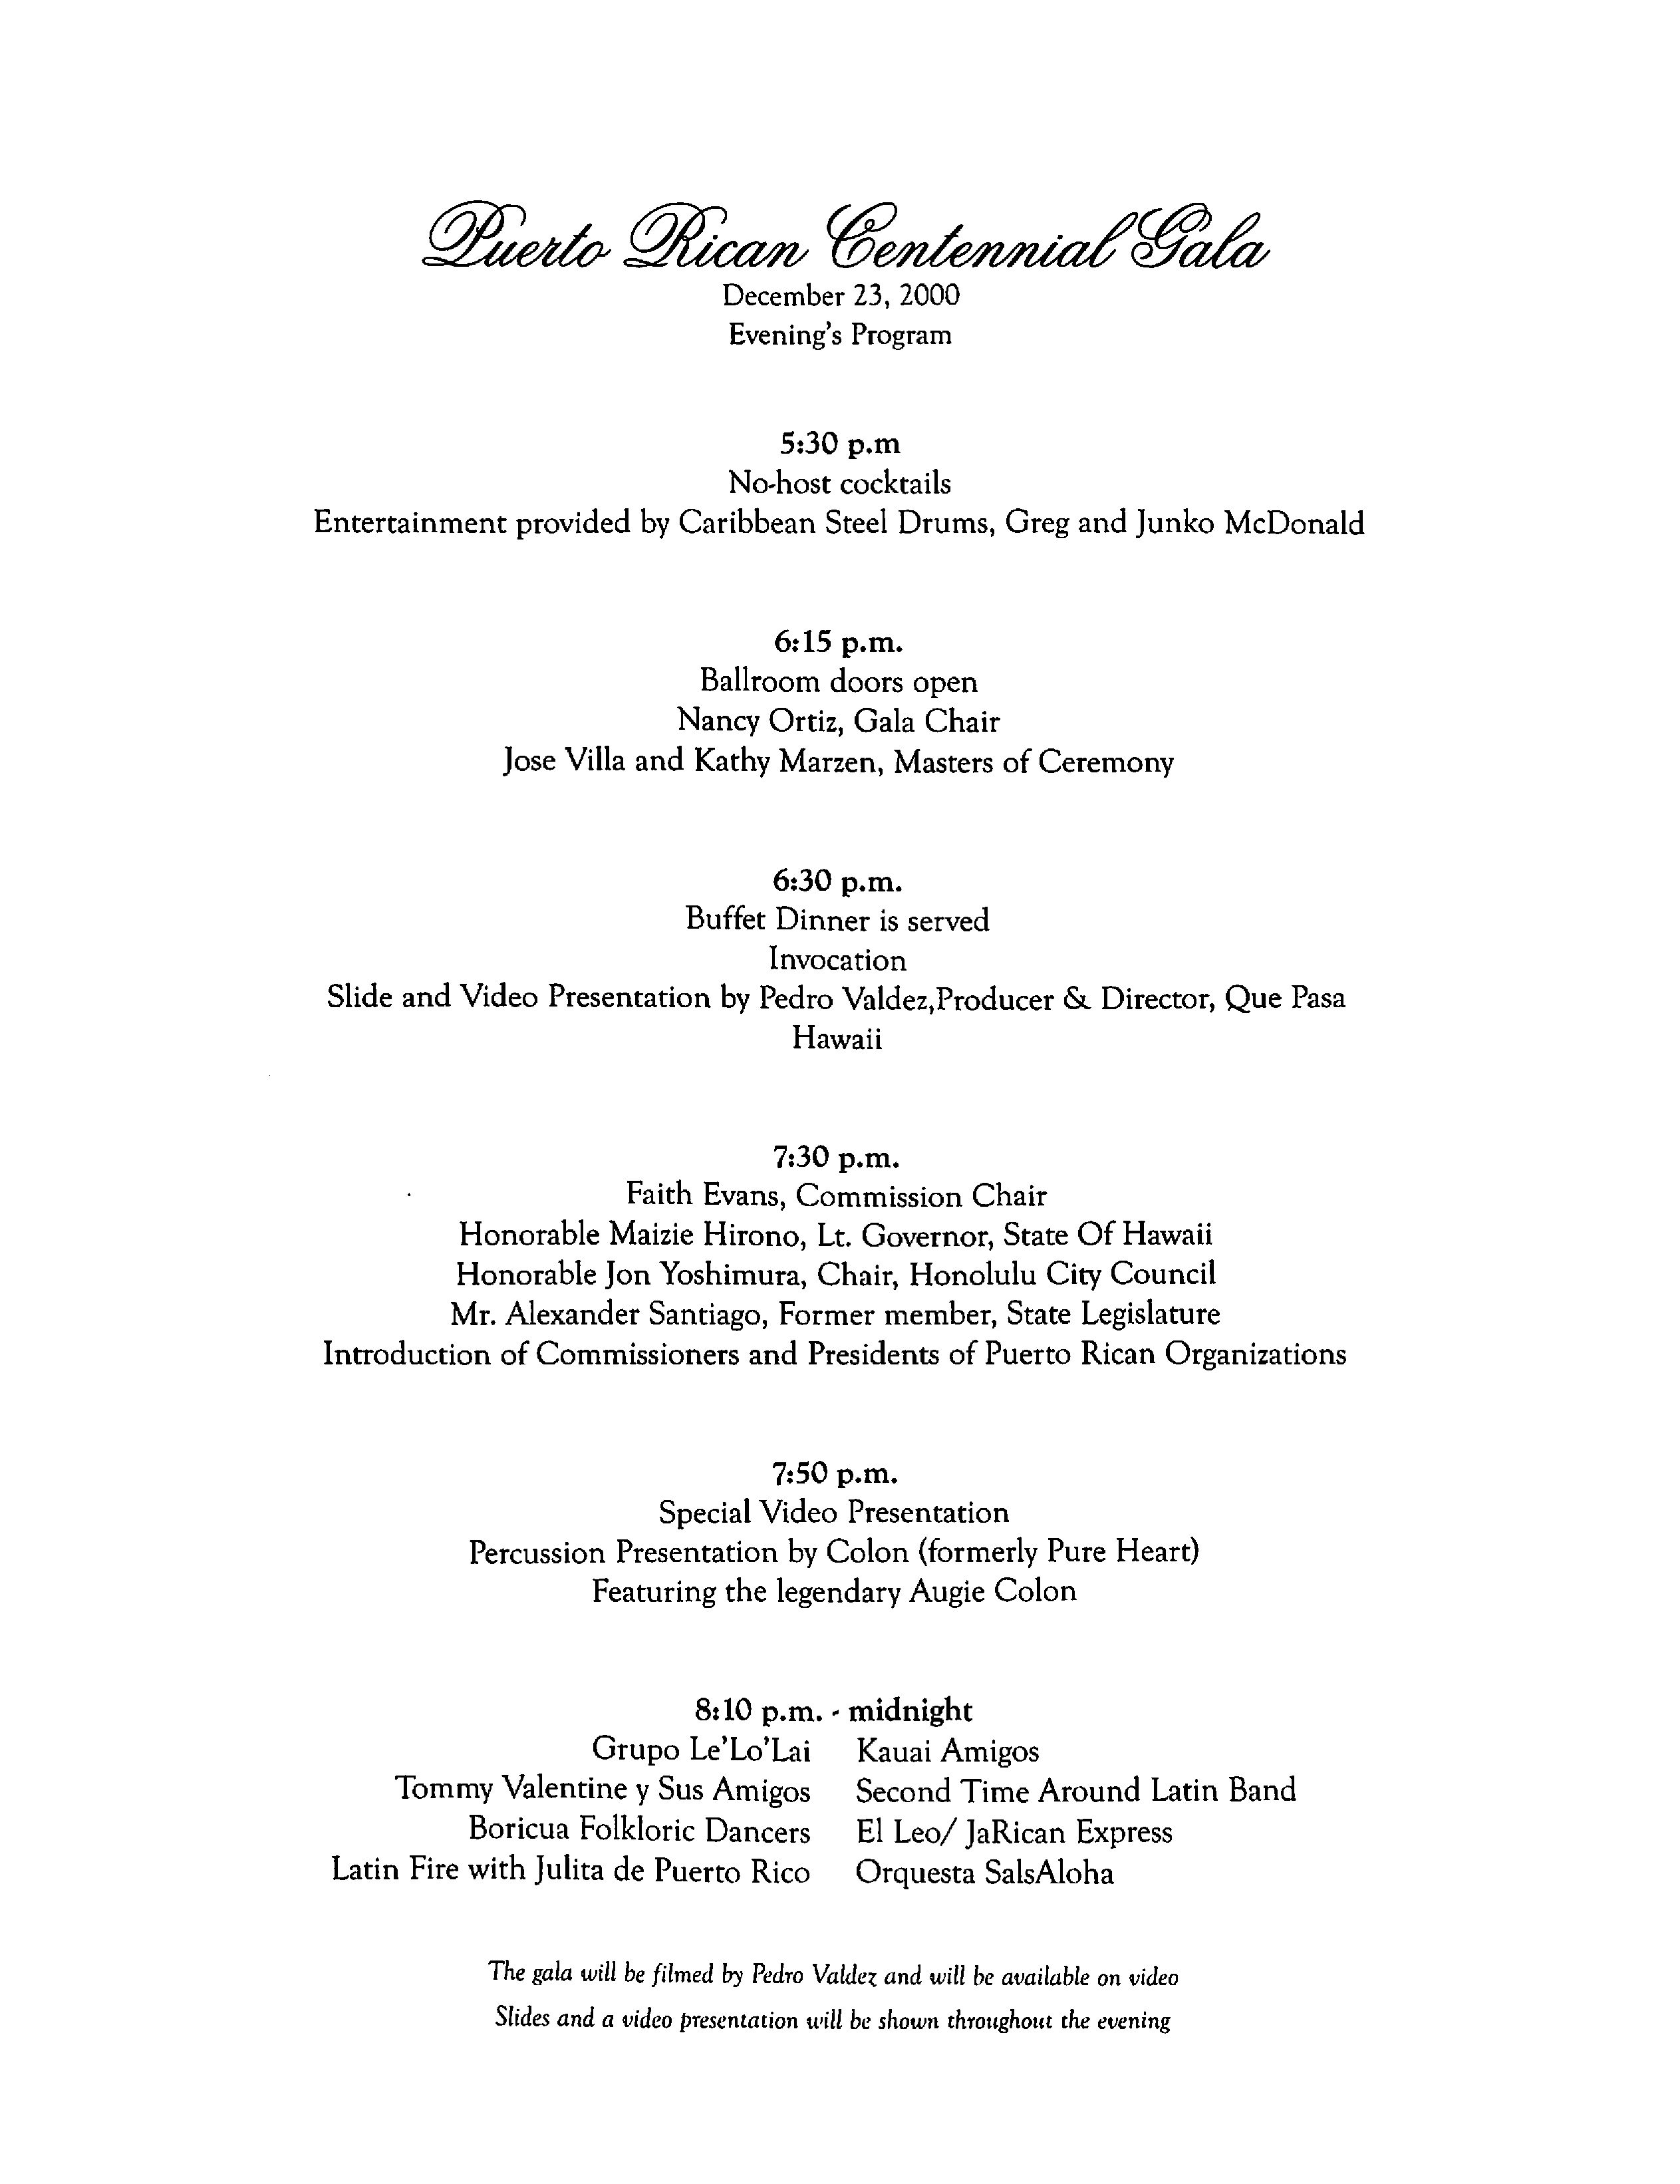 Puerto Rican Centennial Gala
December 23, 2000
Evening's Program
5:30 p.m
No-host cocktails
Entertainment provided by Caribbean Steel Drums, Greg and Junko McDonald
6:15 p.m.
Ballroom doors open
Nancy Ortiz, Gala Chair
Jose Villa and Kathy Marzen, Masters of Ceremony
6:30 p.m.
Buffet Dinner is served
Invocation
Slide and Video Presentation by Pedro Valdez,Producer & Director, Que Pasa
Hawaii
7:30 p.m.
Faith Evans, Commission Chair
Honorable Maizie Hirono, Lt. Governor, State Of Hawaii
Honorable Jon Yoshimura, Chair, Honolulu City Council
Mr. Alexander Santiago, Former member, State Legislature
Introduction of Commissioners and Presidents of Puerto Rican Organizations
7:50 p.m.
Special Video Presentation
Percussion Presentation by Colon (formerly Pure Heart)
Featuring the legendary Augie Colon
8:10 p.m. - midnight
Grupo Le'Lo'Lai Kauai Amigos
Tommy Valentine y Sus Amigos Second Time Around Latin Band
Boricua Folkloric Dancers El Leo/ JaRican Express
Latin Fire with Julita de Puerto Rico Orquesta SalsAloha
The gala will be filmed by Pedro Valdez and will be available on video
Slides and a video presentation will be shown throughout the evening